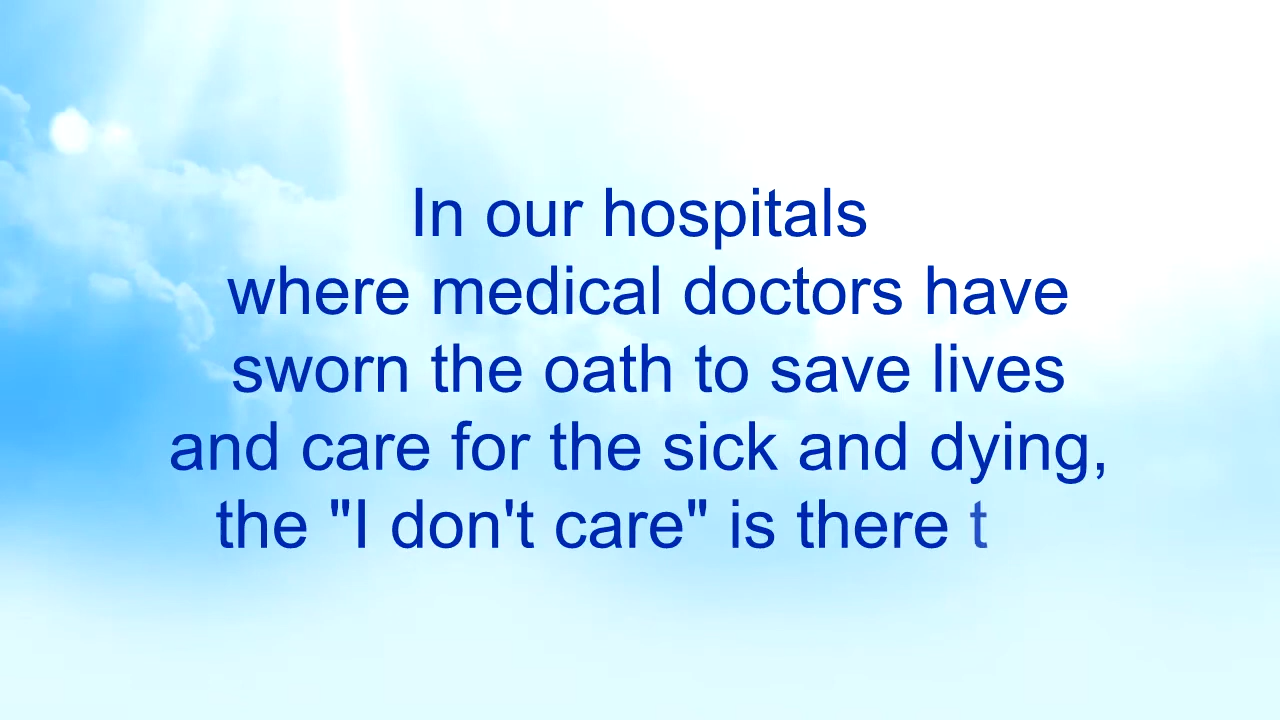 In our hospitals
where medical doctors have
sworn the oath to save lives
and care for the sick and dying,
the "I don't care" is there t